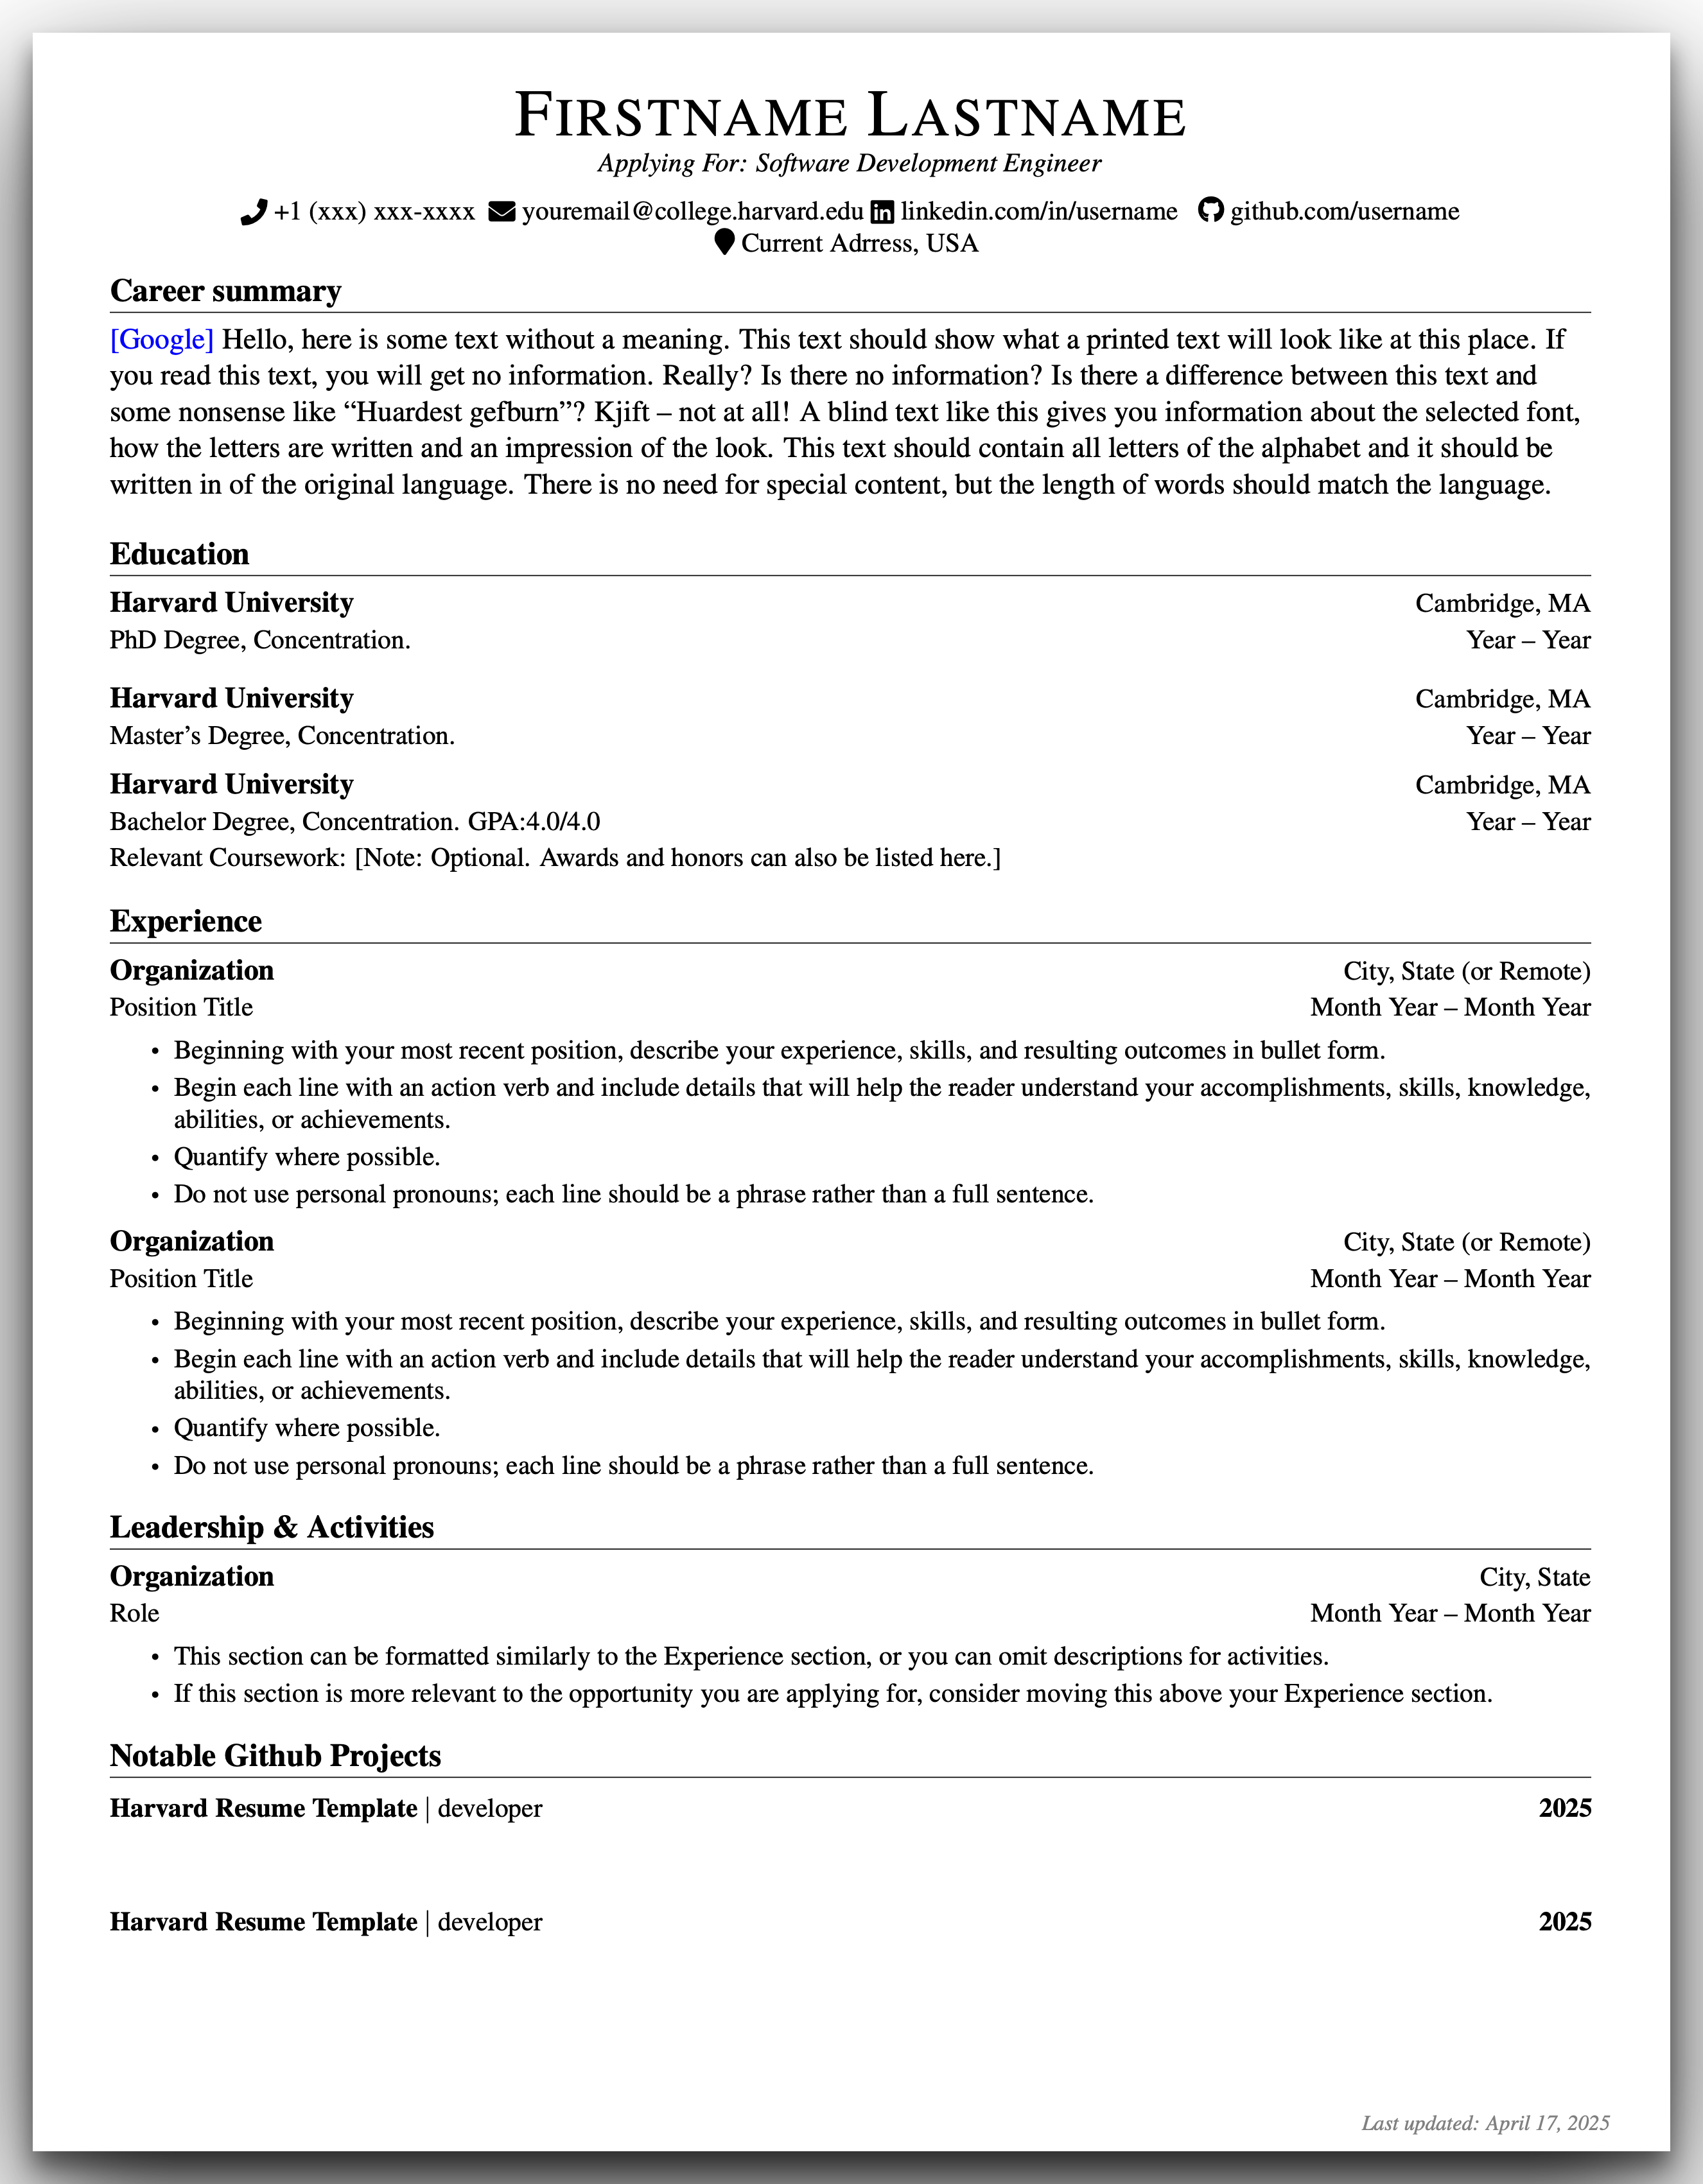 Firstname Lastname
Applying For: Software Development Engineer
+1 (xxx) xxx-xxxx youremail@college.harvard.edu linkedin.com/in/username github.com/username
Current Adrress, USA
Career summary
[Google] Hello, here is some text without a meaning. This text should show what a printed text will look like at this place. If
you read this text, you will get no information. Really? Is there no information? Is there a difference between this text and
some nonsense like “Huardest gefburn”? Kjift – not at all! A blind text like this gives you information about the selected font,
how the letters are written and an impression of the look. This text should contain all letters of the alphabet and it should be
written in of the original language. There is no need for special content, but the length of words should match the language.
Education
Harvard University Cambridge, MA
PhD Degree, Concentration. Year – Year
Harvard University Cambridge, MA
Master’s Degree, Concentration. Year – Year
Harvard University Cambridge, MA
Bachelor Degree, Concentration. GPA:4.0/4.0 Year – Year
Relevant Coursework: [Note: Optional. Awards and honors can also be listed here.]
Experience
Organization City, State (or Remote)
Position Title Month Year – Month Year
• Beginning with your most recent position, describe your experience, skills, and resulting outcomes in bullet form.
• Begin each line with an action verb and include details that will help the reader understand your accomplishments, skills, knowledge,
abilities, or achievements.
• Quantify where possible.
• Do not use personal pronouns; each line should be a phrase rather than a full sentence.
Organization City, State (or Remote)
Position Title Month Year – Month Year
• Beginning with your most recent position, describe your experience, skills, and resulting outcomes in bullet form.
• Begin each line with an action verb and include details that will help the reader understand your accomplishments, skills, knowledge,
abilities, or achievements.
• Quantify where possible.
• Do not use personal pronouns; each line should be a phrase rather than a full sentence.
Leadership & Activities
Organization City, State
Role Month Year – Month Year
• This section can be formatted similarly to the Experience section, or you can omit descriptions for activities.
• If this section is more relevant to the opportunity you are applying for, consider moving this above your Experience section.
Notable Github Projects
Harvard Resume Template | developer 2025
Harvard Resume Template | developer 2025
Last updated: April 17, 2025